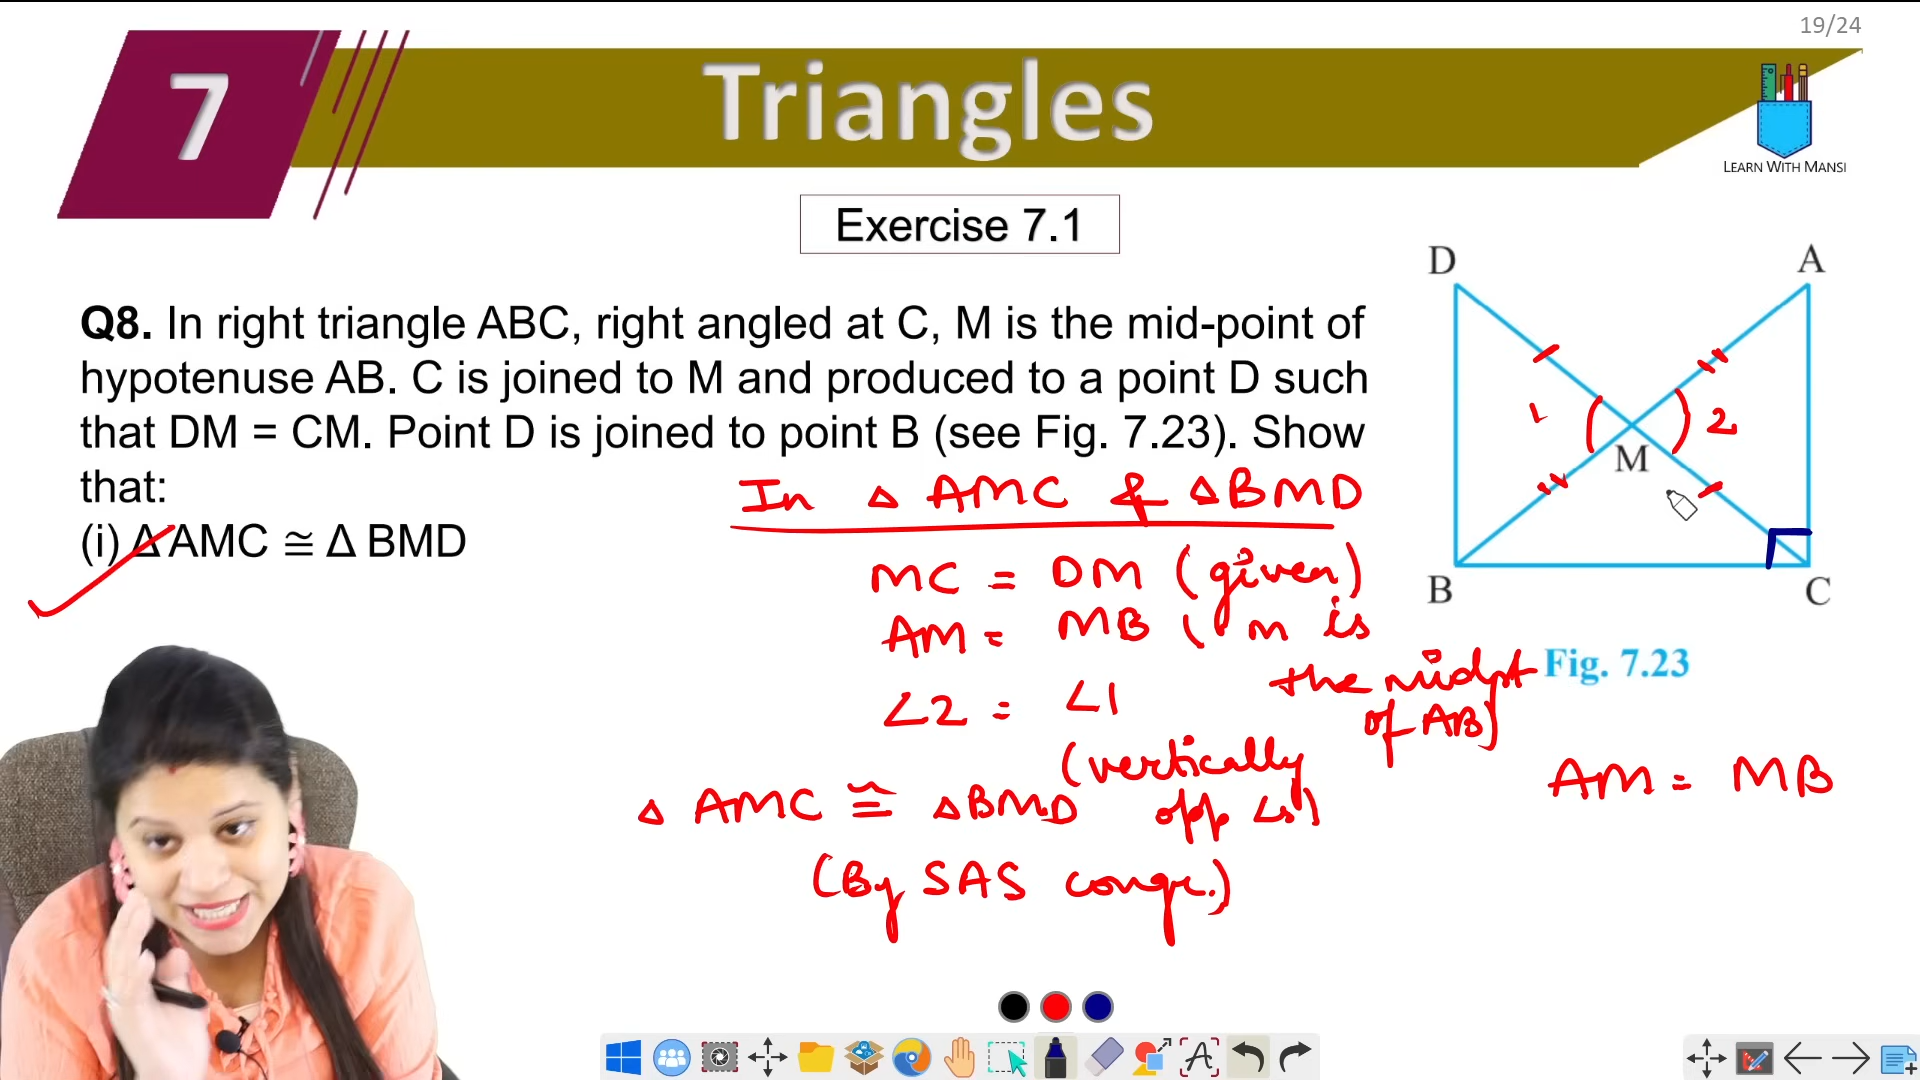 19/24
7
Triangles
LEARN WITH MANSI
Exercise 7.1
Q8. In right triangle ABC, right angled at C, M is the mid-point of
hypotenuse AB. C is joined to M and produced to a point D such
that DM = CM. Point D is joined to point B (see Fig. 7.23). Show
that:
(i) Δ AMC ≅ Δ BMD
In Δ AMC & ΔBMD
MC = DM (given)
AM = MB ( M is
the midpt
of AB)
∠2 = ∠1
(vertically
opp ∠s)
Δ AMC ≅ ΔBMD
(By SAS congr.)
D A
1 2
M
B C
Fig. 7.23
AM = MB